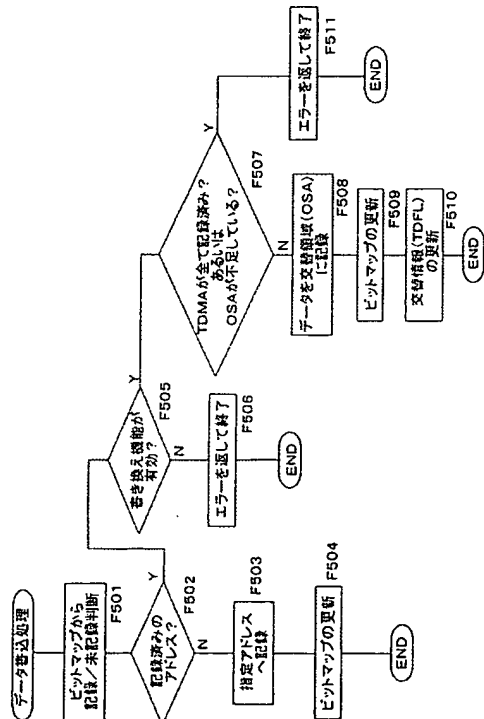 データ書込処理
ビットマップから
記録/未記録判断
F501
記録済みの
アドレス?
F502
Y
N
指定アドレス
へ記録
F503
ビットマップの更新
F504
END
書き換え機能が
有効?
F505
Y
N
エラーを返して終了
F506
END
TDMAが全て記録済み?
あるいは
OSAが不足している?
F507
Y
N
データを交替領域(OSA)
に記録
F508
ビットマップの更新
F509
交替情報(TDFL)
の更新
F510
END
エラーを返して終了
F511
END